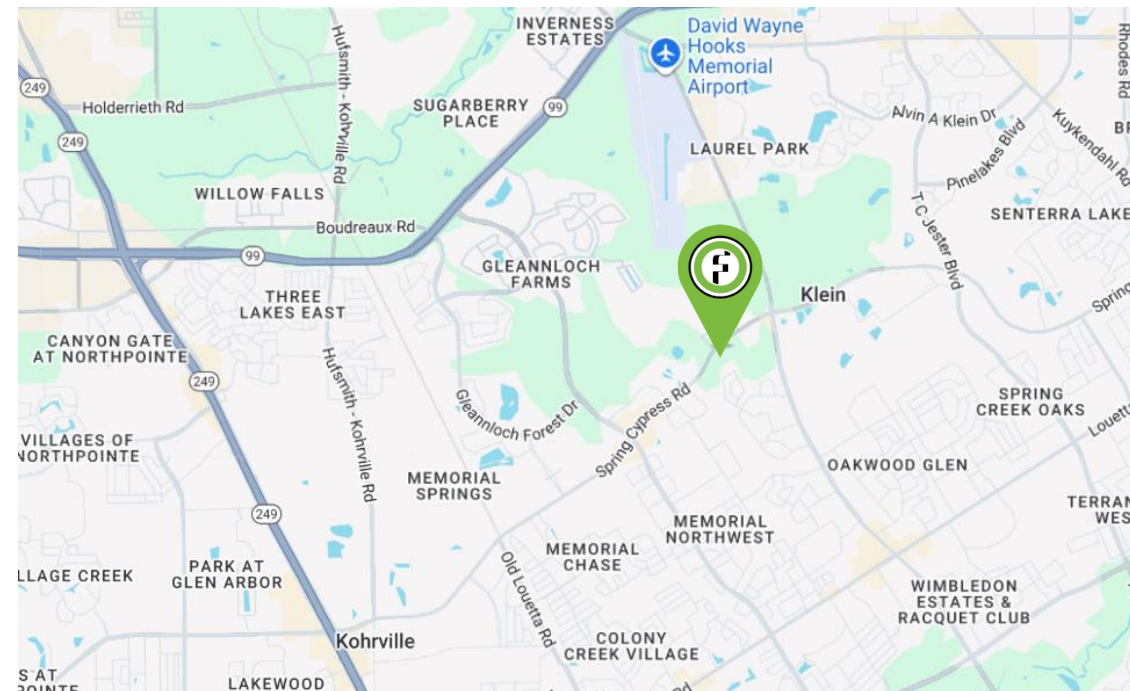 INVERNESS
ESTATES
David Wayne
Hooks
Memorial
Airport
Rhodes Rd
249
Holderrieth Rd
Hufsmith - Kohrville Rd
SUGARBERRY
PLACE
99
Alvin A Klein Dr
Kuykendahl Rd
249
LAUREL PARK
Pinelakes Blvd
WILLOW FALLS
T C Jester Blvd
SENTERRA LAKE
Boudreaux Rd
99
GLEANNLOCH
FARMS
f
Klein
Spring
THREE
LAKES EAST
CANYON GATE
AT NORTHPOINTE
249
Hufsmith - Kohrville Rd
Gleannloch Forest Dr
Spring Cypress Rd
SPRING
CREEK OAKS
Louetta
VILLAGES OF
NORTHPOINTE
MEMORIAL
SPRINGS
OAKWOOD GLEN
249
MEMORIAL
NORTHWEST
TERRAN
WES
MEMORIAL
CHASE
Old Louetta Rd
LLAGE CREEK
PARK AT
GLEN ARBOR
WIMBLEDON
ESTATES &
RACQUET CLUB
Kohrville
COLONY
CREEK VILLAGE
S AT
LAKEWOOD
Rd